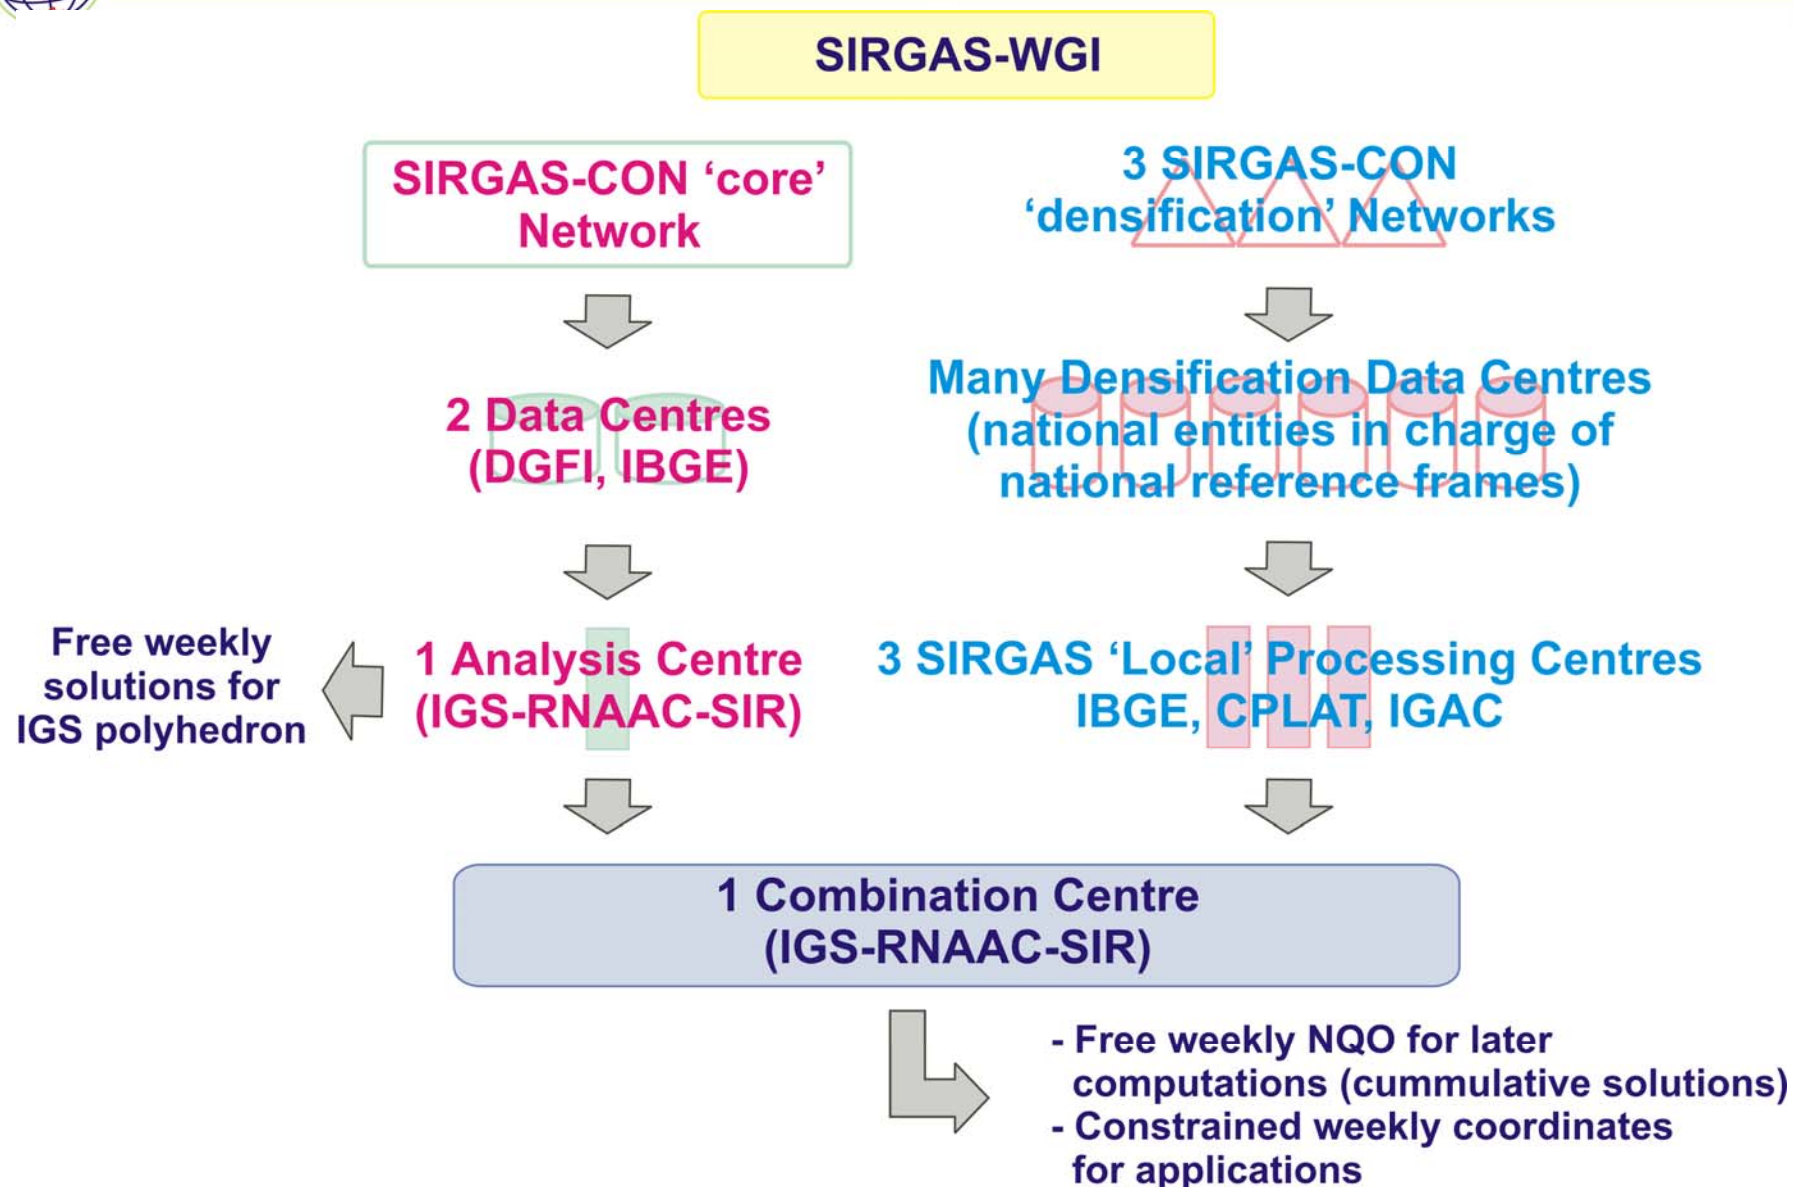 SIRGAS-WGI
SIRGAS-CON ‘core’
Network
3 SIRGAS-CON
‘densification’ Networks
2 Data Centres
(DGFI, IBGE)
Many Densification Data Centres
(national entities in charge of
national reference frames)
Free weekly
solutions for
IGS polyhedron
1 Analysis Centre
(IGS-RNAAC-SIR)
3 SIRGAS ‘Local’ Processing Centres
IBGE, CPLAT, IGAC
1 Combination Centre
(IGS-RNAAC-SIR)
- Free weekly NQO for later
computations (cummulative solutions)
- Constrained weekly coordinates
for applications